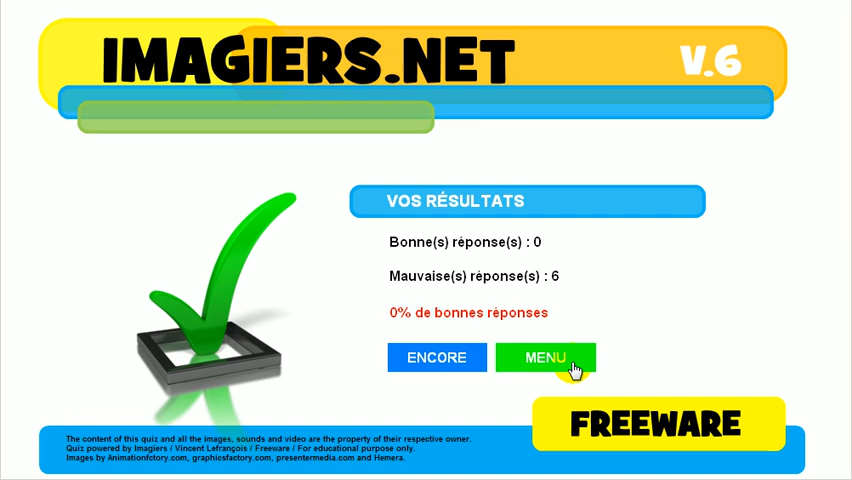 IMAGIERS.NET
V.6
VOS RÉSULTATS
Bonne(s) réponse(s) : 0
Mauvaise(s) réponse(s) : 6
0% de bonnes réponses
ENCORE
MENU
FREEWARE
The content of this quiz and all the images, sounds and video are the property of their respective owner.
Quiz powered by Imagiers / Vincent Lefrançois / Freeware / For educational purpose only.
Images by Animationfctory.com, graphicsfactory.com, presentermedia.com and Hemera.